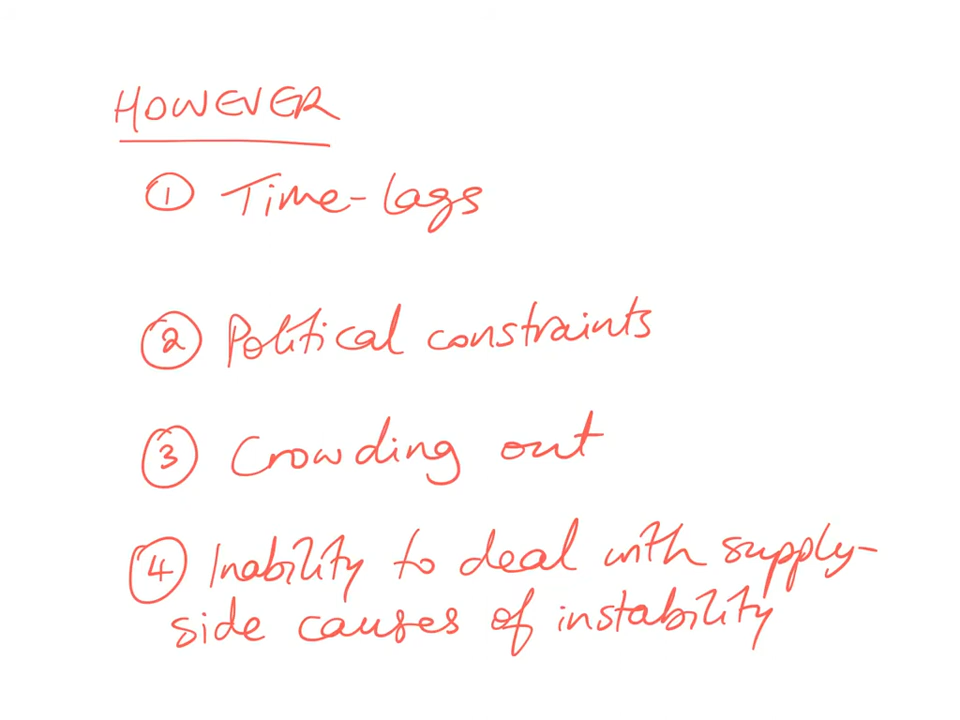 HOWEVER
① Time-lags
② Political constraints
③ Crowding out
④ Inability to deal with supply-
side causes of instability